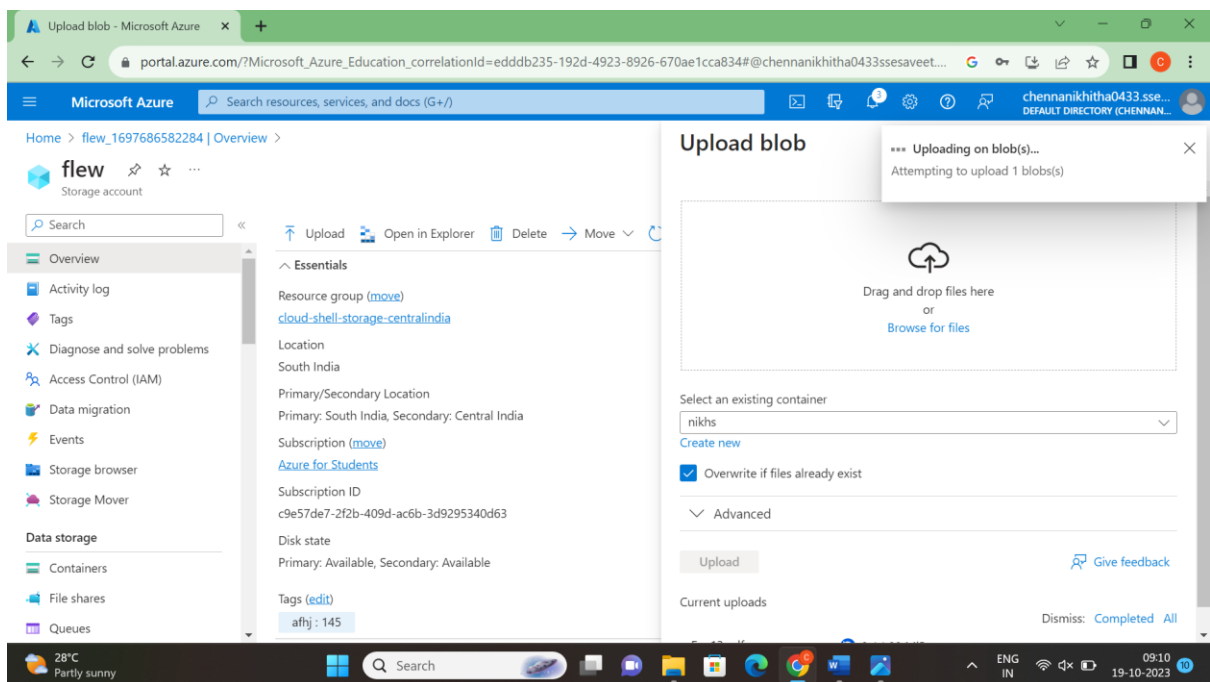 Upload blob - Microsoft Azure
portal.azure.com/?Microsoft_Azure_Education_correlationId=edddb235-192d-4923-8926-670ae1cca834#@chennanikhitha0433ssesaveet....
C
Microsoft Azure
Search resources, services, and docs (G+/)
3
chennanikhitha0433.sse...
DEFAULT DIRECTORY (CHENNAN...
Home > flew_1697686582284 | Overview >
flew
Storage account
Search
Overview
Activity log
Tags
Diagnose and solve problems
Access Control (IAM)
Data migration
Events
Storage browser
Storage Mover
Data storage
Containers
File shares
Queues
Upload
Open in Explorer
Delete
Move
Essentials
Resource group (move)
cloud-shell-storage-centralindia
Location
South India
Primary/Secondary Location
Primary: South India, Secondary: Central India
Subscription (move)
Azure for Students
Subscription ID
c9e57de7-2f2b-409d-ac6b-3d9295340d63
Disk state
Primary: Available, Secondary: Available
Tags (edit)
afhj : 145
Upload blob
Uploading on blob(s)...
Attempting to upload 1 blobs(s)
Drag and drop files here
or
Browse for files
Select an existing container
nikhs
Create new
Overwrite if files already exist
Advanced
Upload
Give feedback
Current uploads
Dismiss: Completed All
28°C
Partly sunny
Search
ENG
IN
09:10
19-10-2023
10